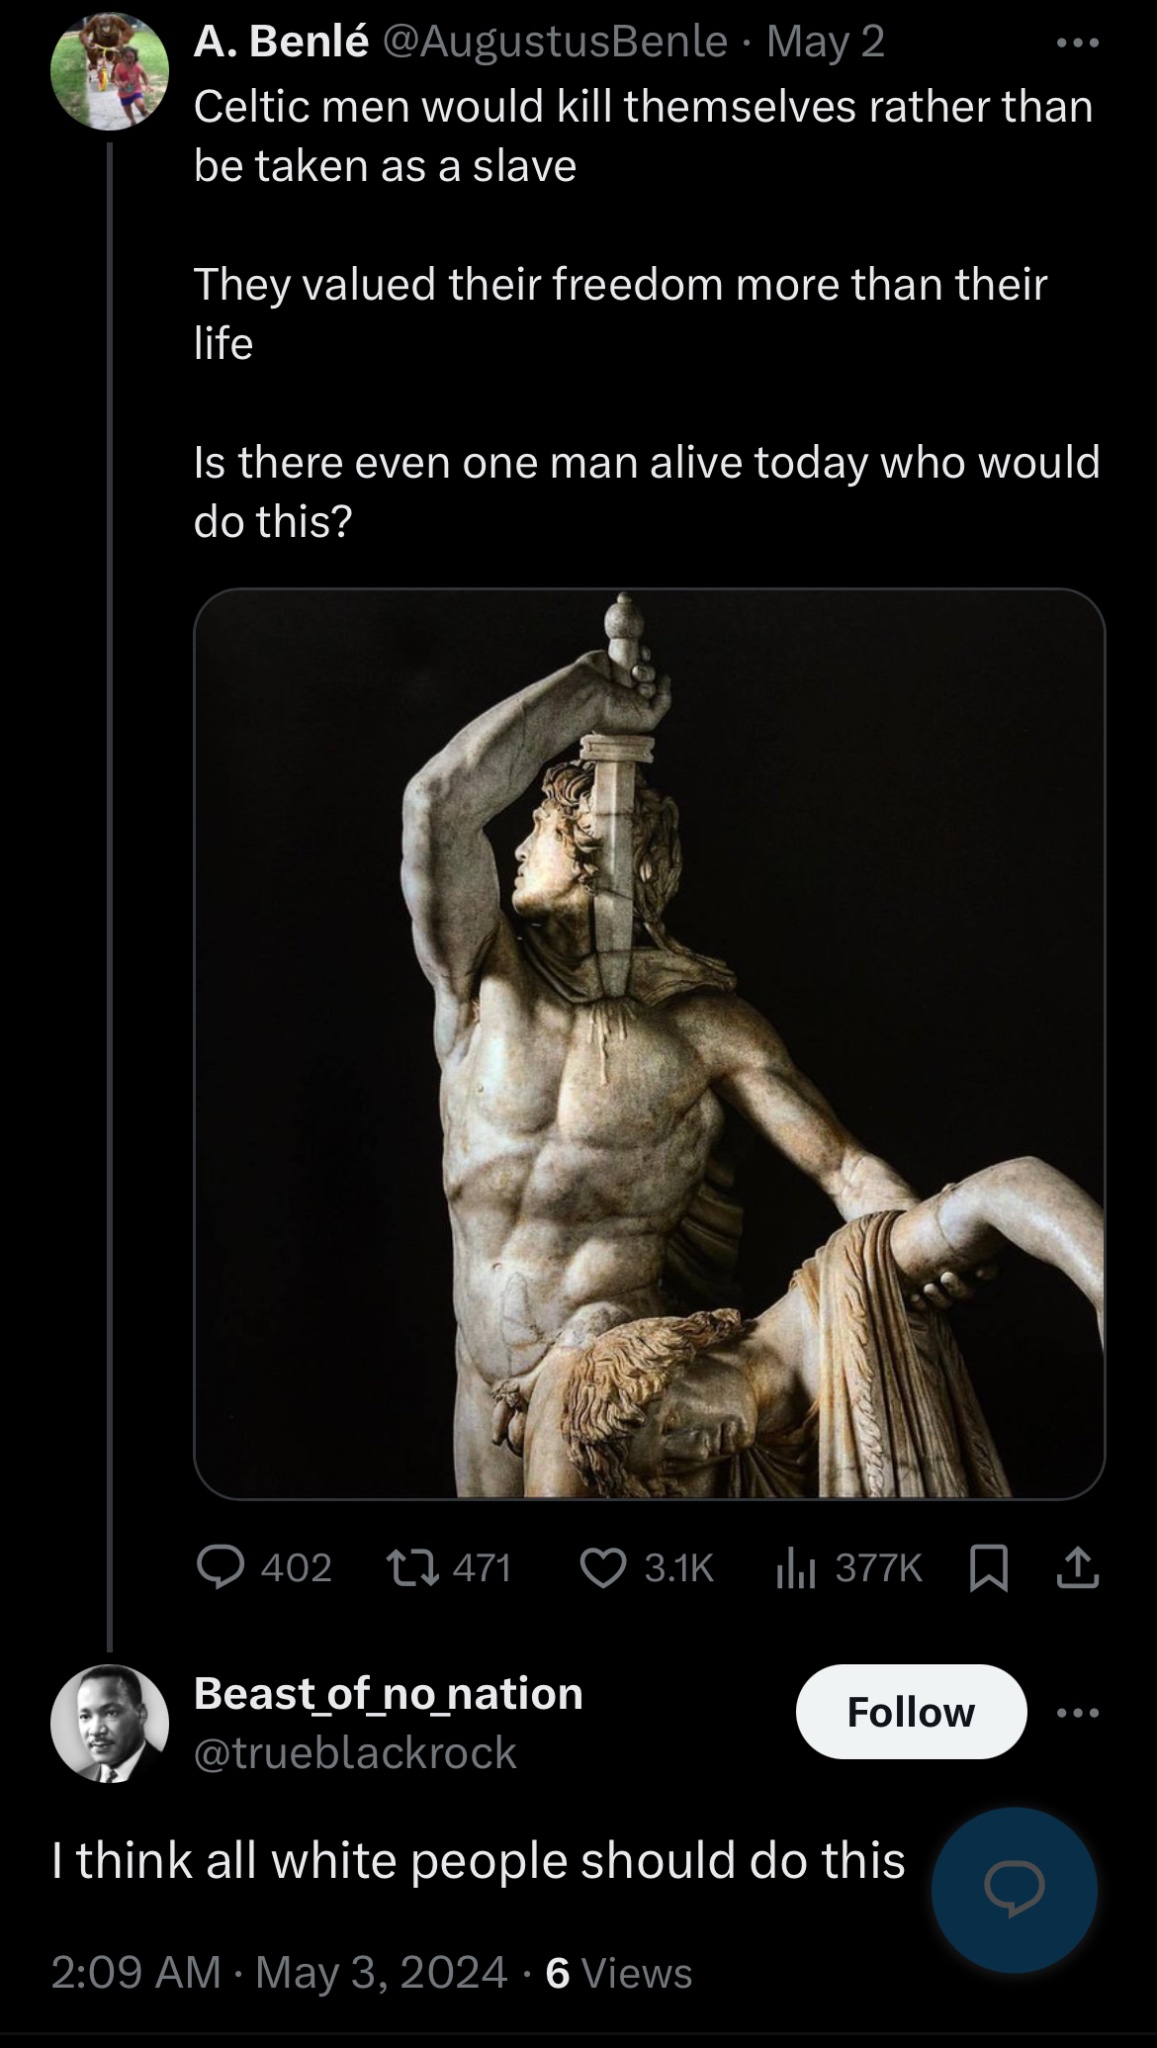 A. Benlé @AugustusBenle · May 2
Celtic men would kill themselves rather than
be taken as a slave
They valued their freedom more than their
life
Is there even one man alive today who would
do this?
402 471 3.1K 377K
Beast_of_no_nation
Follow
@trueblackrock
I think all white people should do this
2:09 AM · May 3, 2024 · 6 Views